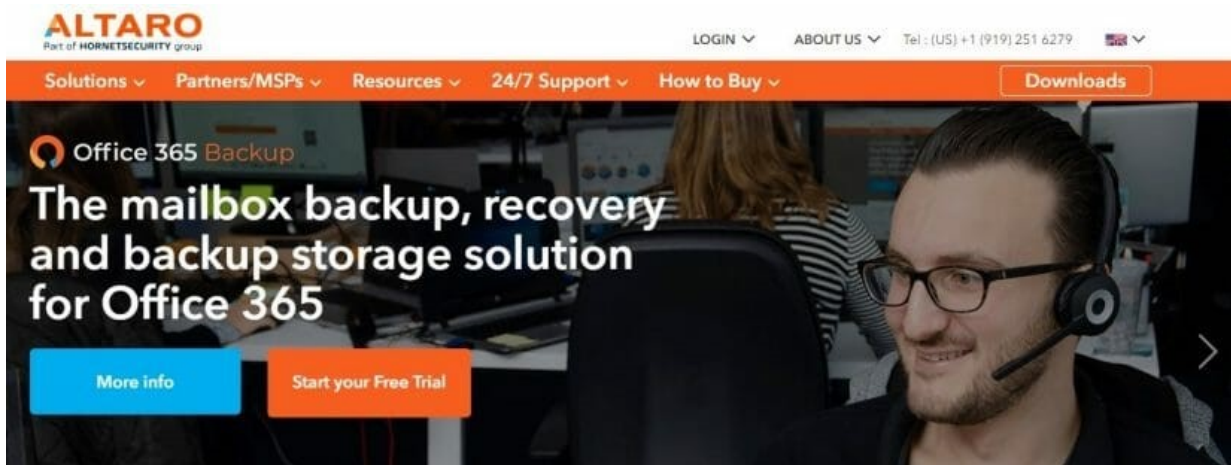 ALTARO
Part of HORNETSECURITY group
LOGIN
ABOUT US
Tel : (US) +1 (919) 251 6279
Solutions
Partners/MSPs
Resources
24/7 Support
How to Buy
Downloads
Office 365 Backup
The mailbox backup, recovery
and backup storage solution
for Office 365
More info
Start your Free Trial